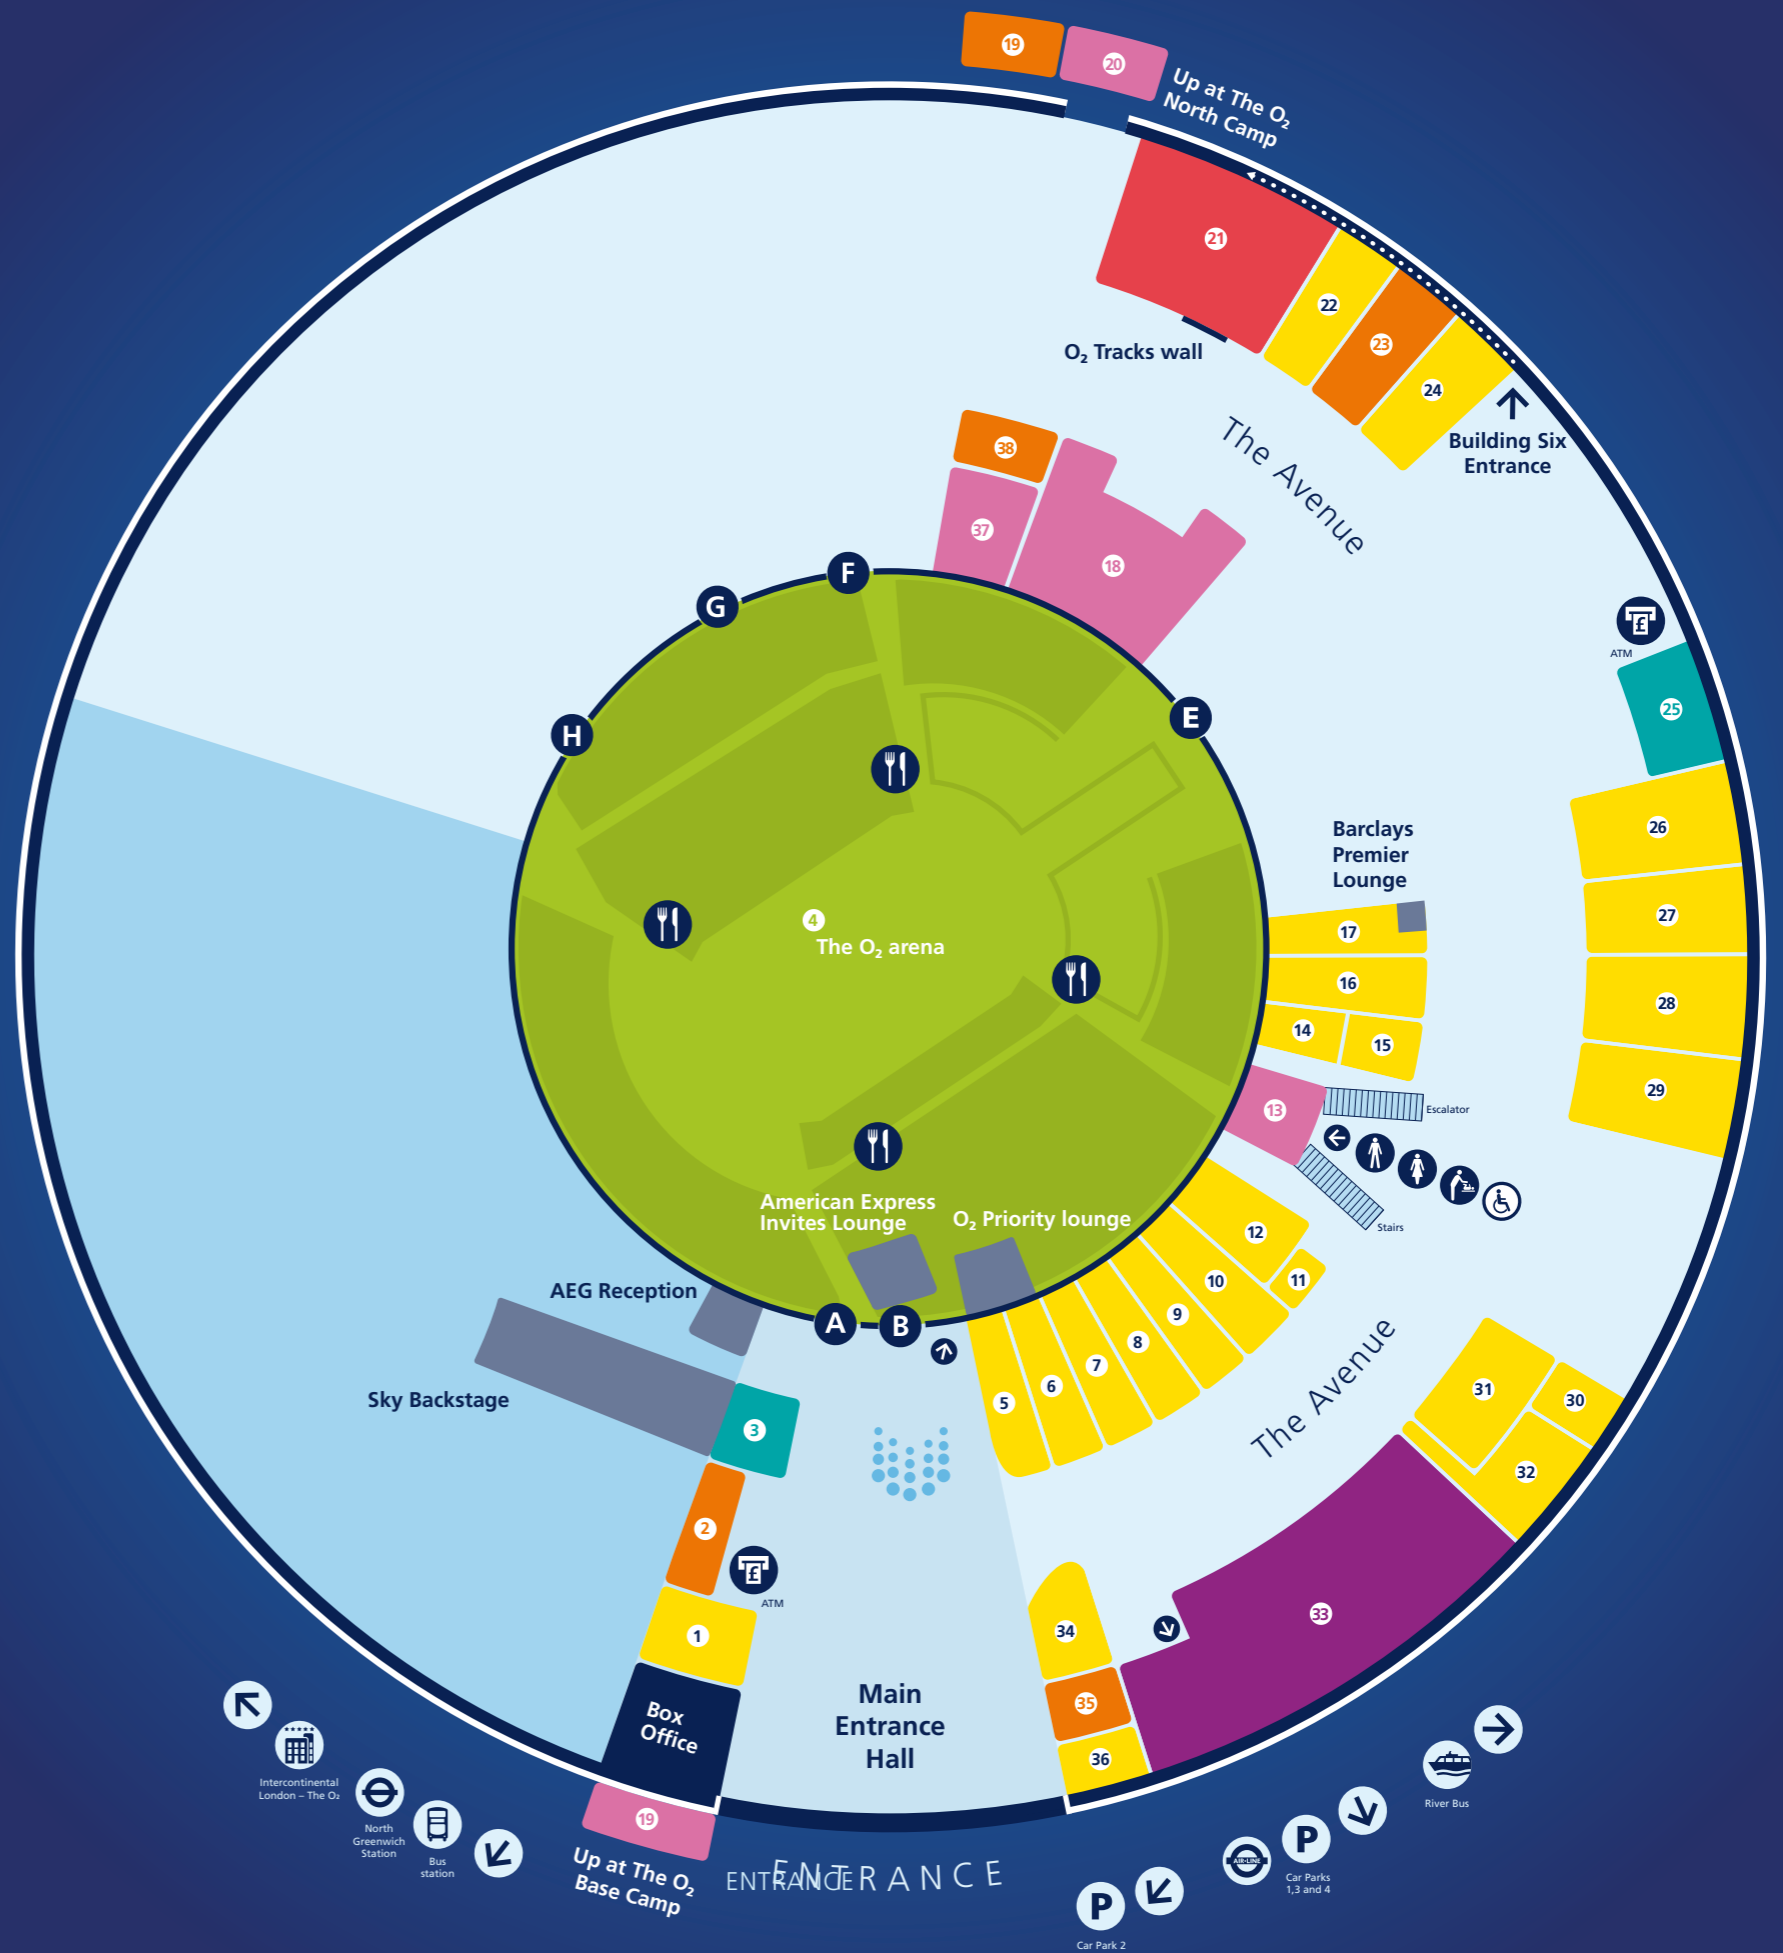 19
20
Up at The O2
North Camp
21
22
23
24
O2 Tracks wall
Building Six
Entrance
The Avenue
38
37
18
F
G
H
E
£
ATM
25
26
27
28
29
Barclays
Premier
Lounge
17
16
14
15
13
Escalator
Stairs
4
The O2 arena
American Express
Invites Lounge
O2 Priority lounge
A
B
12
11
10
9
8
7
6
5
AEG Reception
Sky Backstage
3
2
£
ATM
1
Box
Office
The Avenue
31
30
32
33
34
35
36
Main
Entrance
Hall
19
Up at The O2
Base Camp
ENTRANCE
ENTRANCE
Intercontinental
London – The O2
North
Greenwich
Station
Bus
station
P
Car Park 2
AIR•LINE
P
Car Parks
1,3 and 4
River Bus